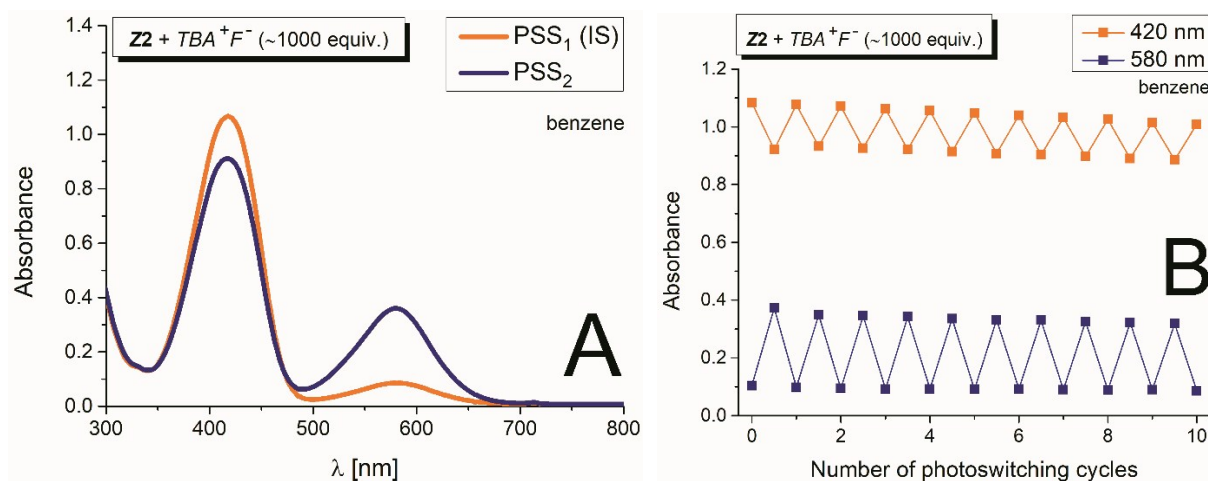 Z2 + TBA⁺F⁻ (~1000 equiv.)
PSS₁ (IS)
PSS₂
benzene
1.4
1.2
1.0
0.8
0.6
0.4
0.2
0.0
Absorbance
A
300 400 500 600 700 800
λ [nm]
Z2 + TBA⁺F⁻ (~1000 equiv.)
420 nm
580 nm
benzene
1.2
1.0
0.8
0.6
0.4
0.2
0.0
Absorbance
B
0 2 4 6 8 10
Number of photoswitching cycles